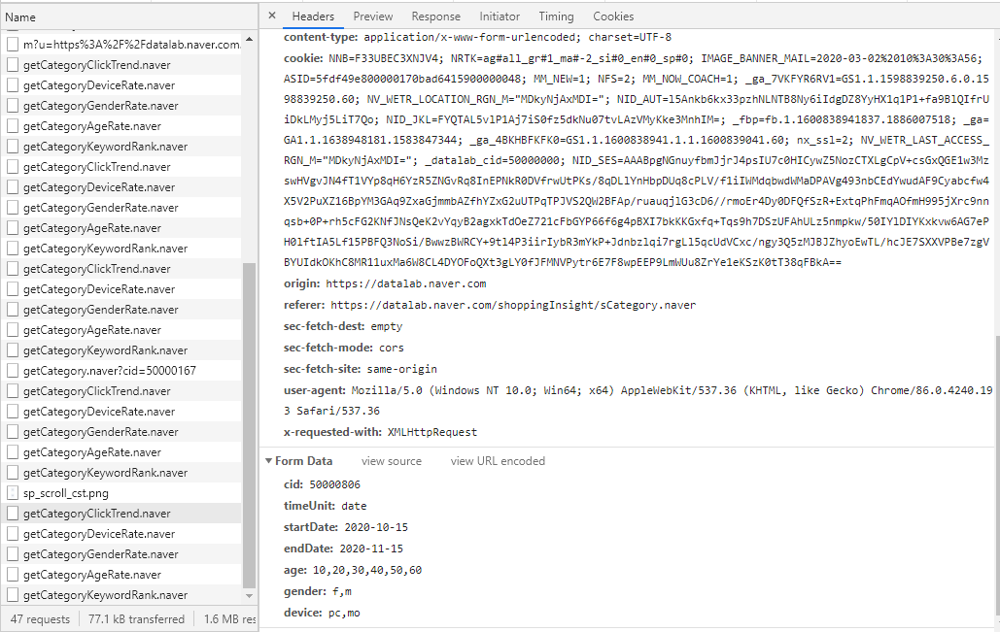 Name
m?u=https%3A%2F%2Fdatalab.naver.com.
getCategoryClickTrend.naver
getCategoryDeviceRate.naver
getCategoryGenderRate.naver
getCategoryAgeRate.naver
getCategoryKeywordRank.naver
getCategoryClickTrend.naver
getCategoryDeviceRate.naver
getCategoryGenderRate.naver
getCategoryAgeRate.naver
getCategoryKeywordRank.naver
getCategoryClickTrend.naver
getCategoryDeviceRate.naver
getCategoryGenderRate.naver
getCategoryAgeRate.naver
getCategoryKeywordRank.naver
getCategory.naver?cid=50000167
getCategoryClickTrend.naver
getCategoryDeviceRate.naver
getCategoryGenderRate.naver
getCategoryAgeRate.naver
getCategoryKeywordRank.naver
sp_scroll_cst.png
getCategoryClickTrend.naver
getCategoryDeviceRate.naver
getCategoryGenderRate.naver
getCategoryAgeRate.naver
getCategoryKeywordRank.naver
47 requests 77.1 kB transferred 1.6 MB res
× Headers Preview Response Initiator Timing Cookies
content-type: application/x-www-form-urlencoded; charset=UTF-8
cookie: NNB=F33UBEC3XNJV4; NRTK=ag#all_gr#1_ma#-2_si#0_en#0_sp#0; IMAGE_BANNER_MAIL=2020-03-02%2010%3A30%3A56;
ASID=5fdf49e800000170bad6415900000048; MM_NEW=1; NFS=2; MM_NOW_COACH=1; _ga_7VKFYR6RV1=GS1.1.1598839250.6.0.15
98839250.60; NV_WETR_LOCATION_RGN_M="MDkyNjAxMDI="; NID_AUT=l5Ankb6kx33pzhNLNTB8Ny6iIdgDZ8YyHX1q1P1+fa9BlQIfrU
iDkLMyj5LiT7Qo; NID_JKL=FYQTAL5vlP1Aj7iS0fz5dkNu07tvLAzVMyKke3MnhIM=; _fbp=fb.1.1600838941837.1886007518; _ga=
GA1.1.1638948181.1583847344; _ga_4BKHBFKFK0=GS1.1.1600838941.1.1.1600839041.60; nx_ssl=2; NV_WETR_LAST_ACCESS_
RGN_M="MDkyNjAxMDI="; _datalab_cid=50000000; NID_SES=AAABpgNGnuyfbmJjrJ4psIU7c0HICywZ5NozCTXLgCpV+csGxQGE1w3Mz
swHVgvJN4fT1VYp8qH6YzR5ZNGvRq8InEPNkR0DVfrwUtPKs/8qDLlYnHbpDUq8cPLV/f1iIWMdqbwdWMaDPAVg493nbCEdYwudAF9Cyabcfw4
X5V2PuXZ16BpYM3GAq9ZxaGjmmbAZfhYZxG2uUTPqTPJVS2QW2BFAp/ruauqjlG3cD6//rmoEr4Dy0DFQfSzR+ExtqPhFmqAOfmH995jXrc9nn
qsb+0P+rh5cFG2KNfJNsQeK2vYqyB2agxkTdOeZ721cFbGYP66f6g4pBXI7bkKKGxfq+Tqs9h7DSzUFAhULz5nmpkw/50IYlDIYKxkvw6AG7eP
H0lftIA5Lf15PBFQ3NoSi/BwwzBWRCY+9tl4P3iirIybR3mYkP+Jdnbzlqi7rgLl5qcUdVCxc/ngy3Q5zMJBJZhyoEwTL/hcJE7SXXVPBe7zgV
BYUIdkOKhC8MR11uxMa6W8CL4DYOFoQXt3gLY0fJFMNVPytr6E7F8wpEEP9LmWUu8ZrYe1eKSzK0tT38qFBkA==
origin: https://datalab.naver.com
referer: https://datalab.naver.com/shoppingInsight/sCategory.naver
sec-fetch-dest: empty
sec-fetch-mode: cors
sec-fetch-site: same-origin
user-agent: Mozilla/5.0 (Windows NT 10.0; Win64; x64) AppleWebKit/537.36 (KHTML, like Gecko) Chrome/86.0.4240.19
3 Safari/537.36
x-requested-with: XMLHttpRequest
Form Data view source view URL encoded
cid: 50000806
timeUnit: date
startDate: 2020-10-15
endDate: 2020-11-15
age: 10,20,30,40,50,60
gender: f,m
device: pc,mo